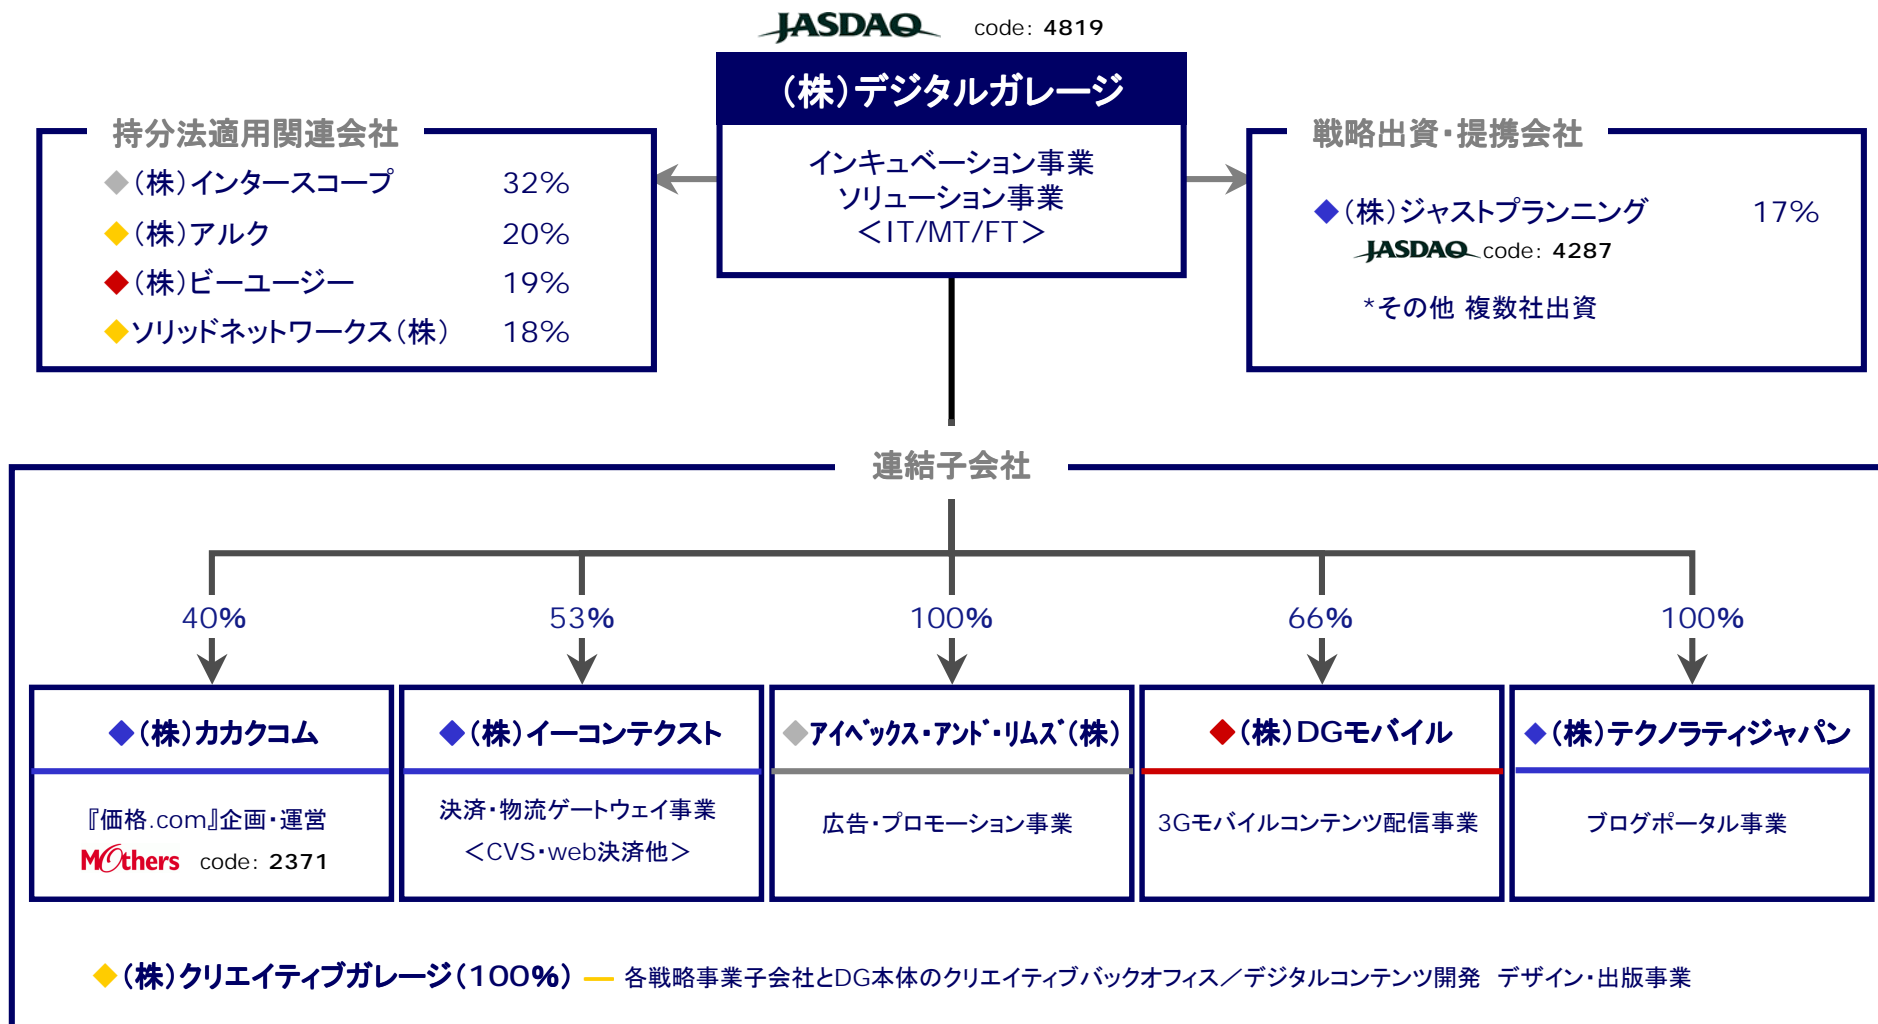 JASDAQ code: 4819
(株)デジタルガレージ
インキュベーション事業
ソリューション事業
<IT/MT/FT>
持分法適用関連会社
◆(株)インタースコープ 32%
◆(株)アルク 20%
◆(株)ビーユージー 19%
◆ソリッドネットワークス(株) 18%
戦略出資・提携会社
◆(株)ジャストプランニング 17%
JASDAQ code: 4287
*その他 複数社出資
連結子会社
40% 53% 100% 66% 100%
◆(株)カカクコム
『価格.com』企画・運営
Mothers code: 2371
◆(株)イーコンテクスト
決済・物流ゲートウェイ事業
<CVS・web決済他>
◆アイベックス・アンド・リムズ(株)
広告・プロモーション事業
◆(株)DGモバイル
3Gモバイルコンテンツ配信事業
◆(株)テクノラティジャパン
ブログポータル事業
◆(株)クリエイティブガレージ(100%) — 各戦略事業子会社とDG本体のクリエイティブバックオフィス/デジタルコンテンツ開発 デザイン・出版事業